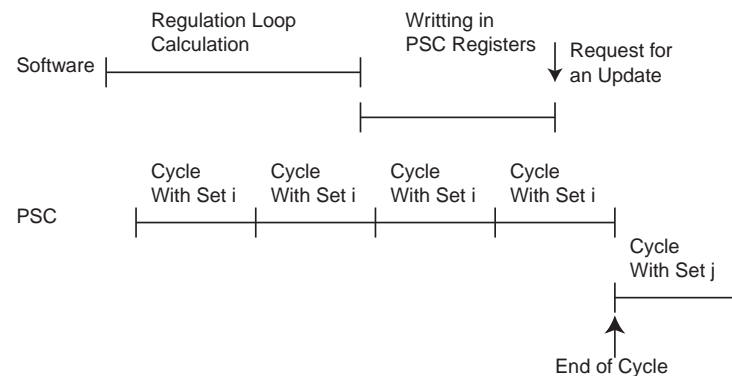 Regulation Loop
Calculation
Writting in
PSC Registers
Request for
an Update
Software
Cycle
With Set i
Cycle
With Set i
Cycle
With Set i
Cycle
With Set i
PSC
Cycle
With Set j
End of Cycle